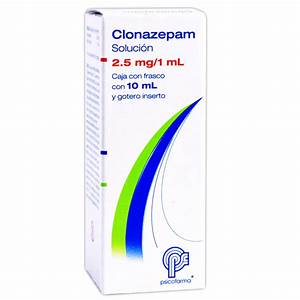 Clonazepam
Solución
2.5 mg/1 mL
Caja con frasco
con 10 mL
y gotero inserto
psicofarma